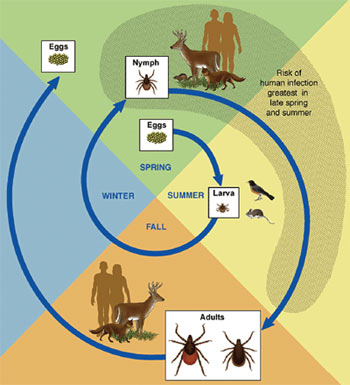 Eggs
Nymph
Risk of
human infection
greatest in
late spring
and summer
Eggs
SPRING
WINTER
SUMMER
Larva
FALL
Adults